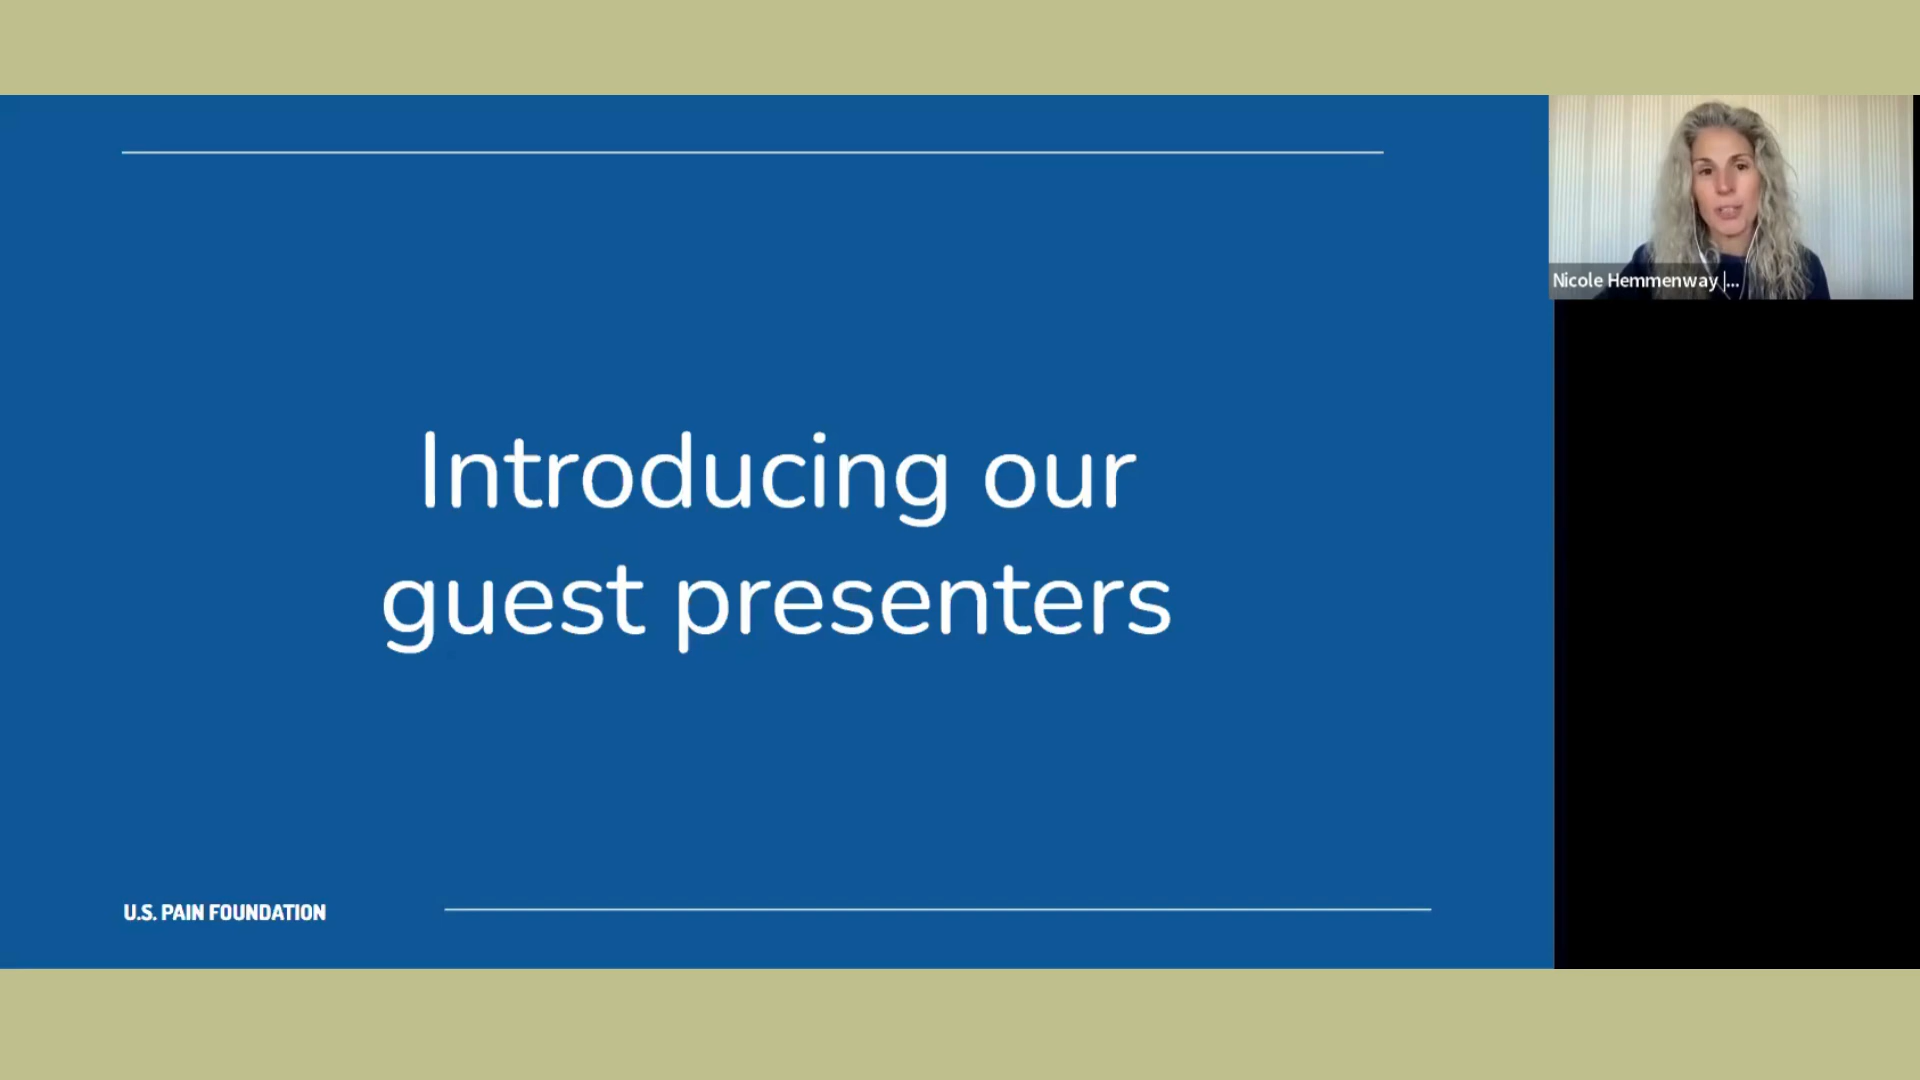 Introducing our
guest presenters
U.S. PAIN FOUNDATION
Nicole Hemmenway |...